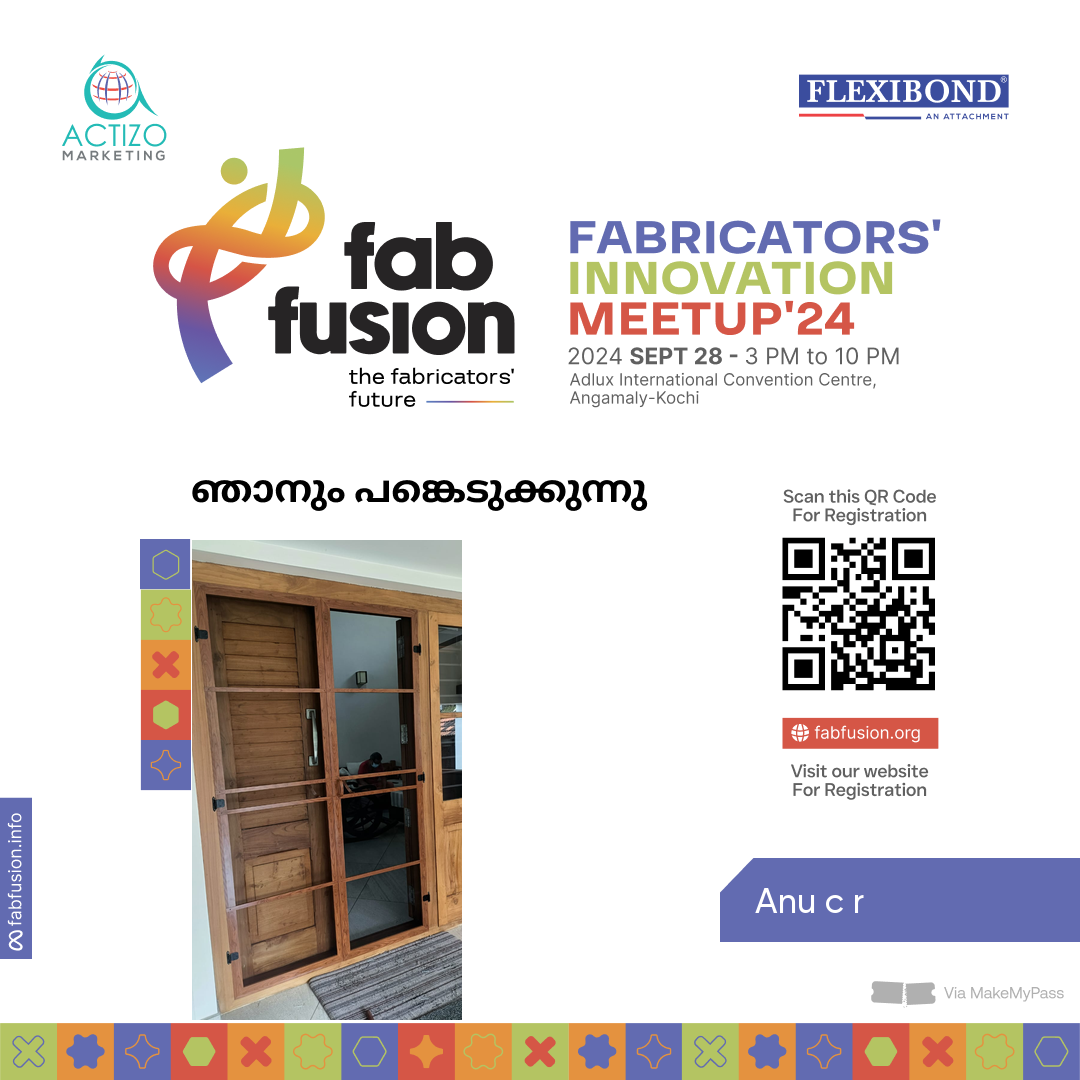 ACTIZO
MARKETING
FLEXIBOND®
AN ATTACHMENT
fab
fusion
the fabricators'
future
FABRICATORS'
INNOVATION
MEETUP'24
2024 SEPT 28 - 3 PM to 10 PM
Adlux International Convention Centre,
Angamaly-Kochi
ഞാനും പങ്കെടുക്കുന്നു
Scan this QR Code
For Registration
fabfusion.org
Visit our website
For Registration
fabfusion.info
Anu c r
Via MakeMyPass